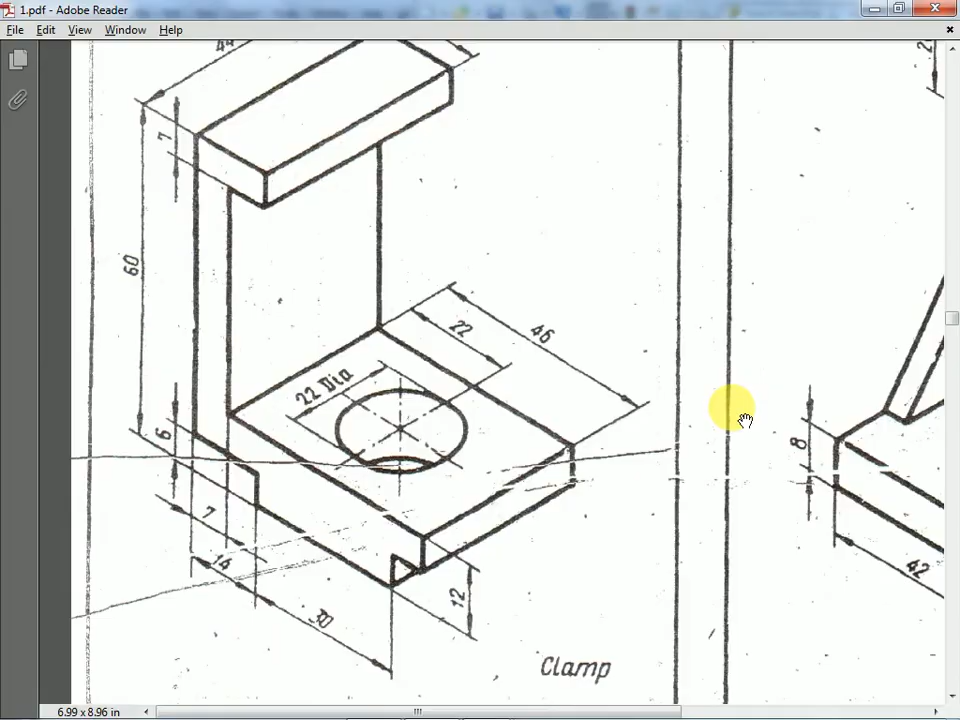 1.pdf - Adobe Reader
File Edit View Window Help
7
60
22
46
22 Dia
6
8
7
14
42
12
30
Clamp
6.99 x 8.96 in